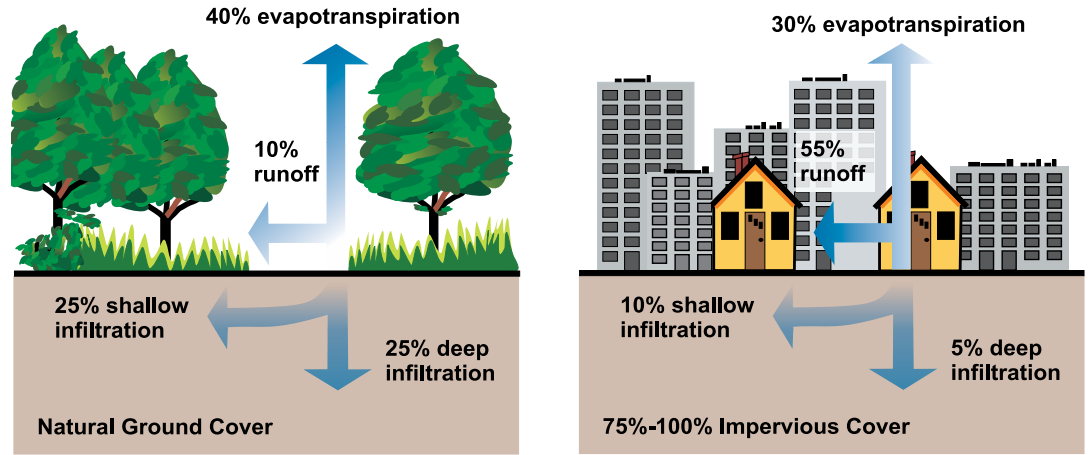 40% evapotranspiration
10%
runoff
25% shallow
infiltration
25% deep
infiltration
Natural Ground Cover
30% evapotranspiration
55%
runoff
10% shallow
infiltration
5% deep
infiltration
75%-100% Impervious Cover